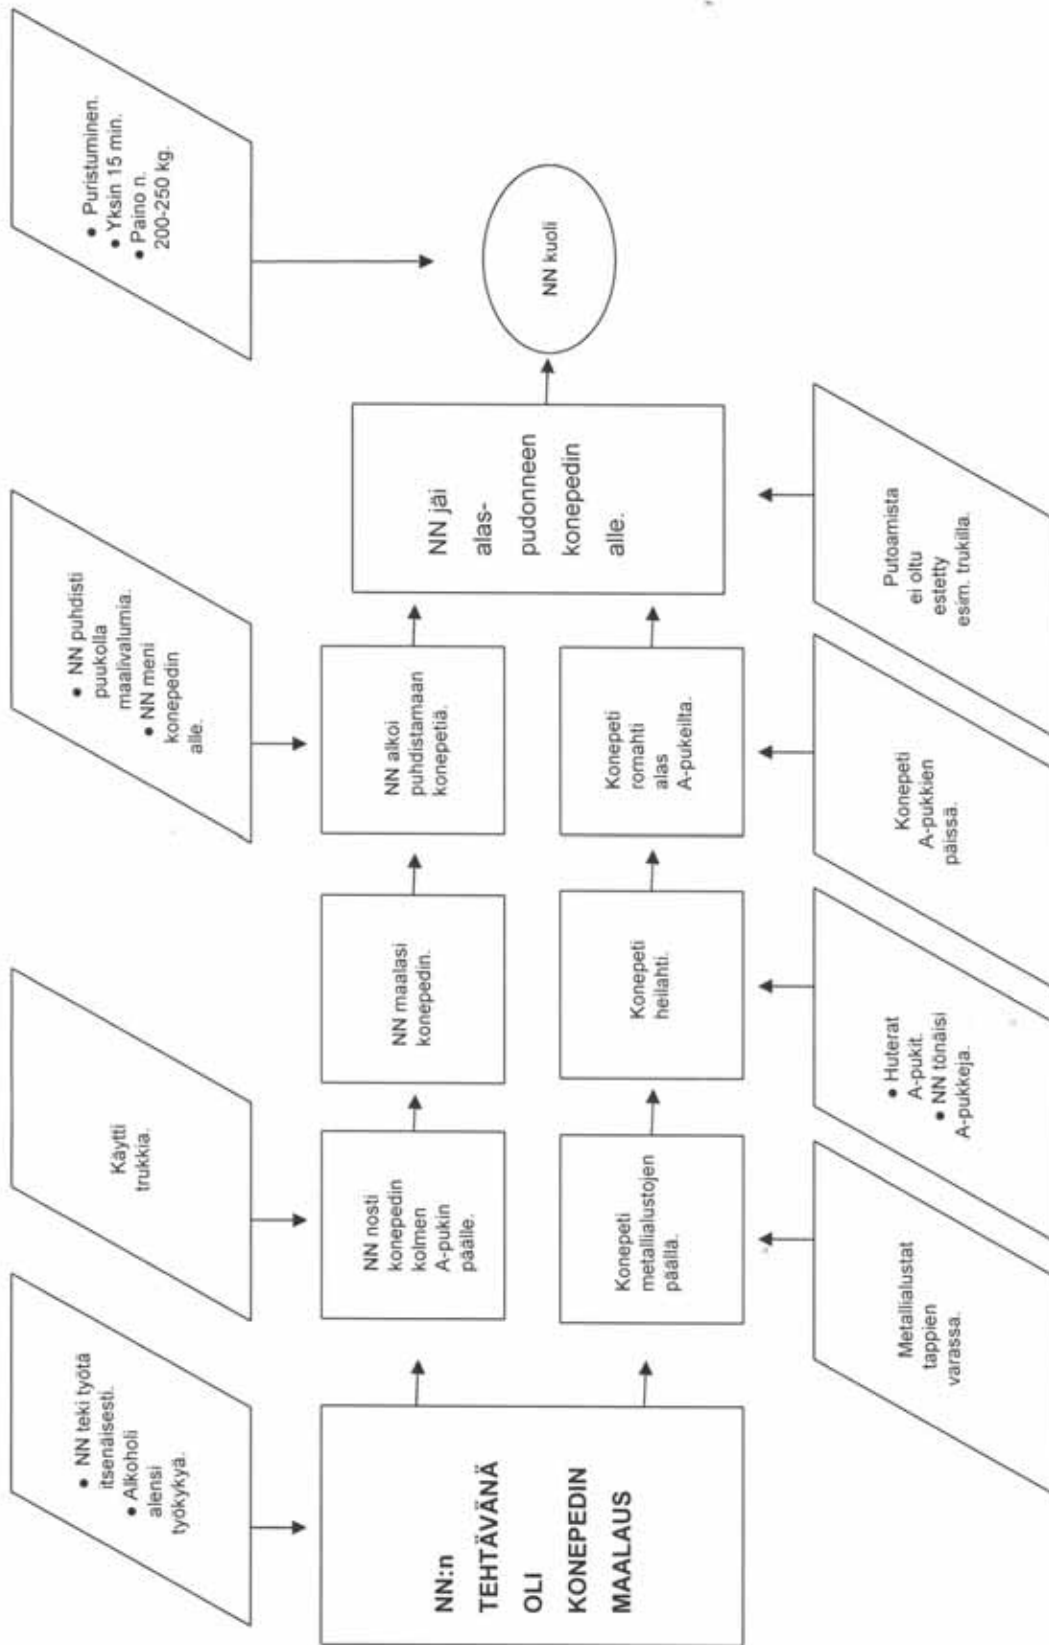 ● NN teki työtä
itsenäisesti.
● Alkoholi
alensi
työkykyä.
Käytti
trukkia.
● NN puhdisti
puukolla
maalivalumia.
● NN meni
konepedin
alle.
● Puristuminen.
● Yksin 15 min.
● Paino n.
200-250 kg.
NN:n
TEHTÄVÄNÄ
OLI
KONEPEDIN
MAALAUS
NN nosti
konepedin
kolmen
A-pukin
päälle.
NN maalasi
konepedin.
NN alkoi
puhdistamaan
konepetiä.
Konepeti
metallialustojen
päällä.
Konepeti
heilahti.
Konepeti
romahti
alas
A-pukeilta.
NN jäi
alas-
pudonneen
konepedin
alle.
NN kuoli
Metallialustat
tappien
varassa.
● Huterat
A-pukit.
● NN tönäisi
A-pukkeja.
Konepeti
A-pukkien
päissä.
Putoamista
ei oltu
estetty
esim. trukilla.